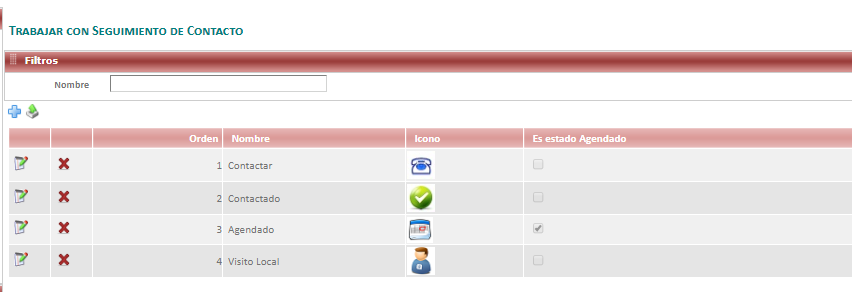 Trabajar con Seguimiento de Contacto
Filtros
Nombre
Orden Nombre Icono Es estado Agendado
1 Contactar
2 Contactado
3 Agendado
4 Visito Local